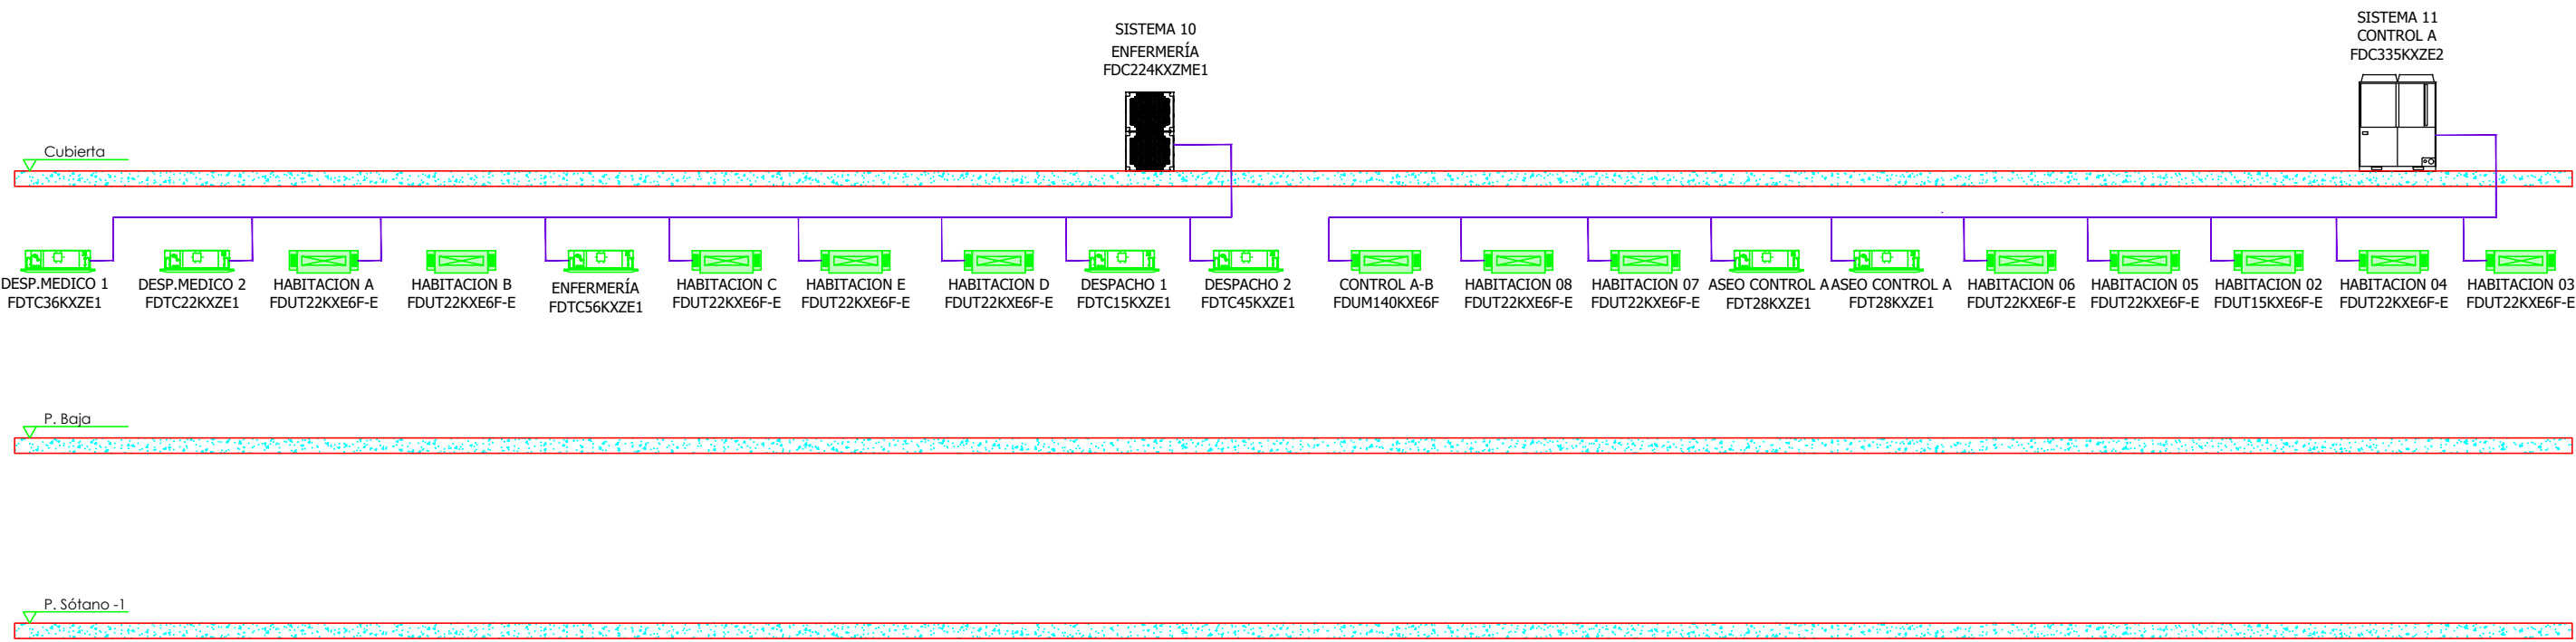 SISTEMA 10
ENFERMERÍA
FDC224KXZME1
SISTEMA 11
CONTROL A
FDC335KXZE2
Cubierta
DESP.MEDICO 1
FDTC36KXZE1
DESP.MEDICO 2
FDTC22KXZE1
HABITACION A
FDUT22KXE6F-E
HABITACION B
FDUT22KXE6F-E
ENFERMERÍA
FDTC56KXZE1
HABITACION C
FDUT22KXE6F-E
HABITACION E
FDUT22KXE6F-E
HABITACION D
FDUT22KXE6F-E
DESPACHO 1
FDTC15KXZE1
DESPACHO 2
FDTC45KXZE1
CONTROL A-B
FDUM140KXE6F
HABITACION 08
FDUT22KXE6F-E
HABITACION 07
FDUT22KXE6F-E
ASEO CONTROL A
FDT28KXZE1
ASEO CONTROL A
FDT28KXZE1
HABITACION 06
FDUT22KXE6F-E
HABITACION 05
FDUT22KXE6F-E
HABITACION 02
FDUT15KXE6F-E
HABITACION 04
FDUT22KXE6F-E
HABITACION 03
FDUT22KXE6F-E
P. Baja
P. Sótano -1